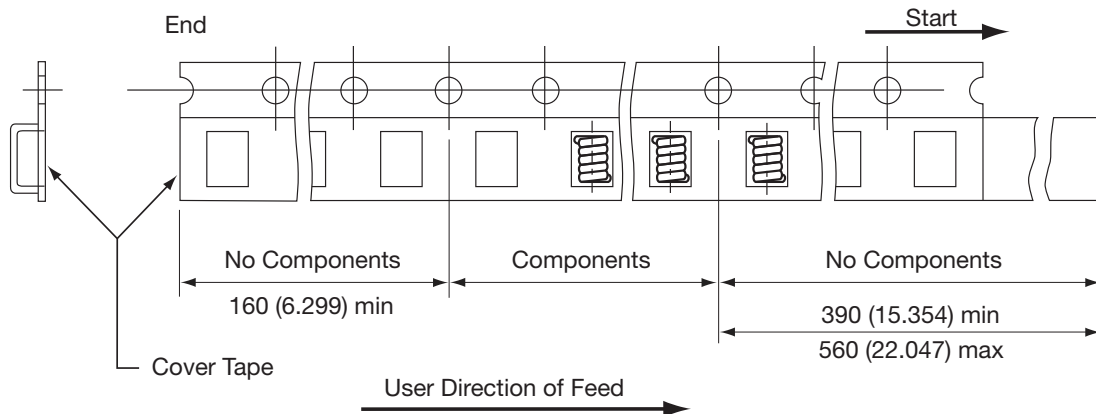 End
Start
No Components
Components
No Components
160 (6.299) min
390 (15.354) min
560 (22.047) max
Cover Tape
User Direction of Feed